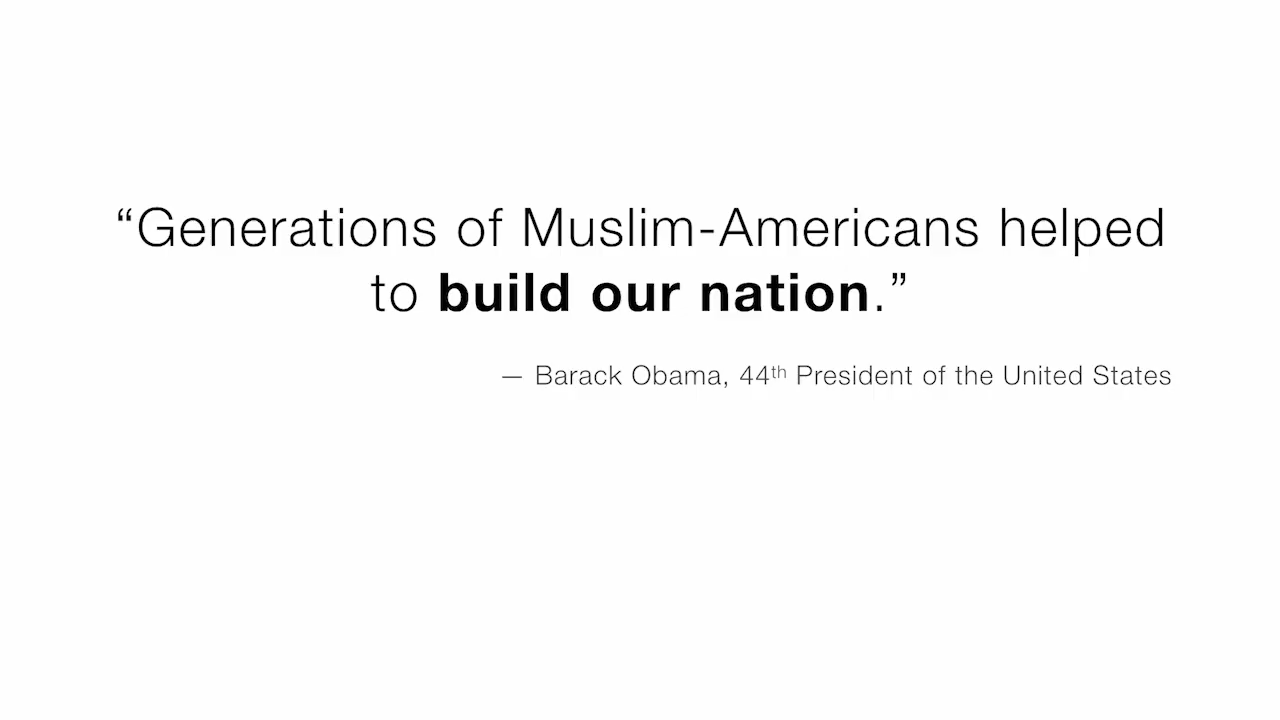 “Generations of Muslim-Americans helped
to build our nation.”
— Barack Obama, 44th President of the United States